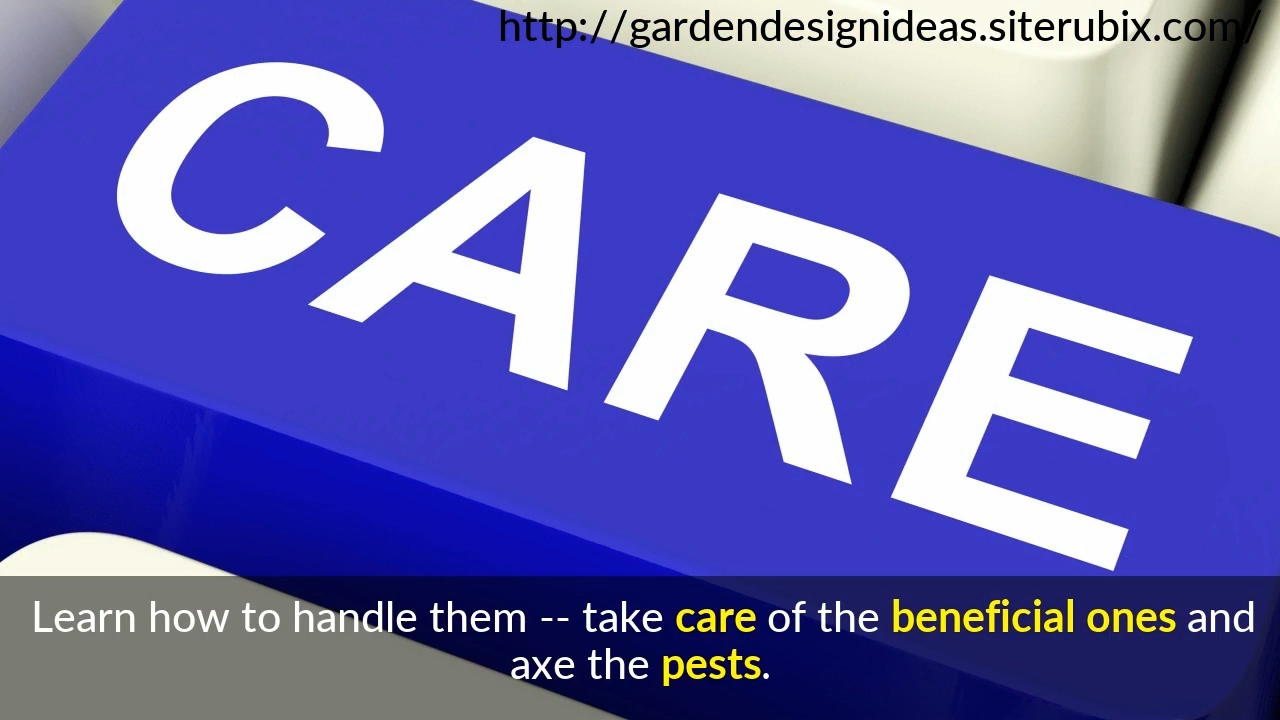 http://gardendesignideas.siterubix.com/
CARE
Learn how to handle them -- take care of the beneficial ones and
axe the pests.